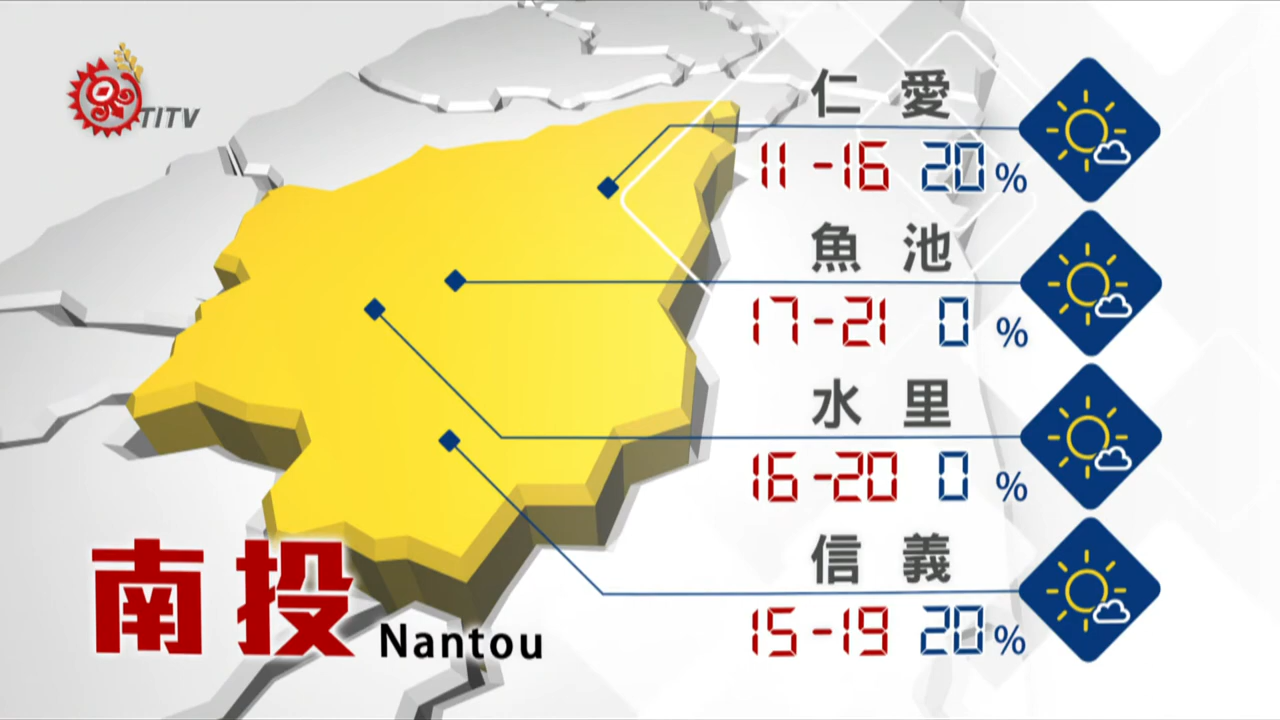 TITV
仁愛
11-16 20%
魚池
17-21 0%
水里
16-20 0%
信義
15-19 20%
南投 Nantou